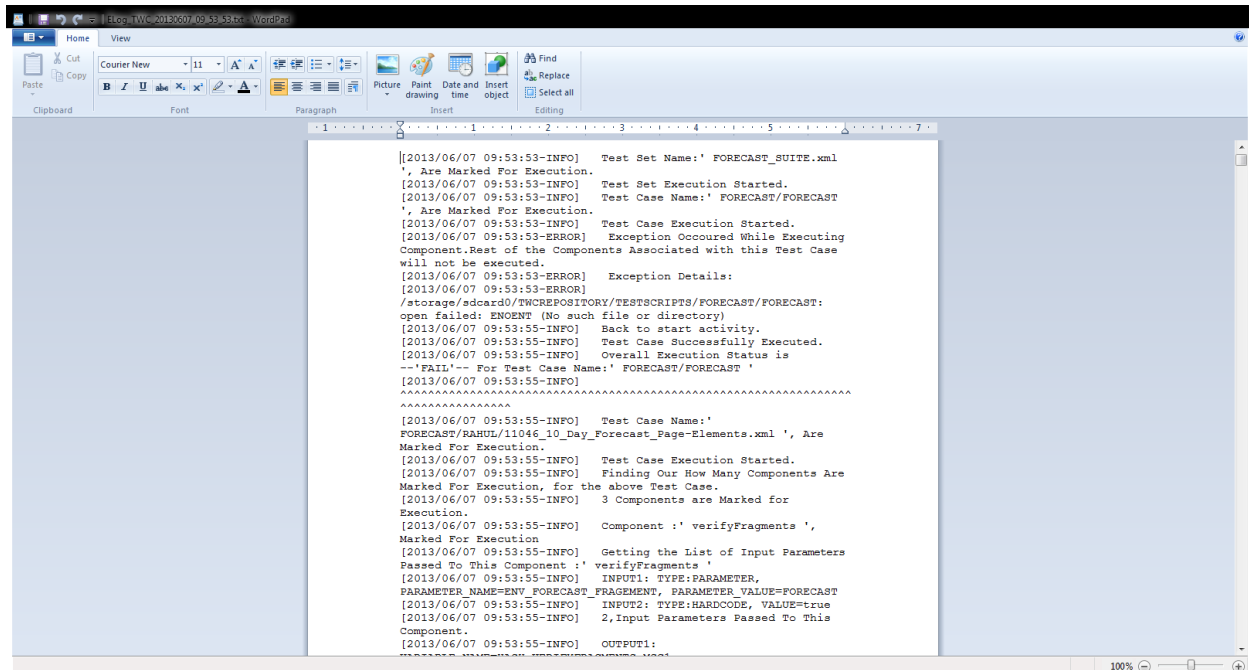 ELog_TWC_20130607_09_53_53.txt - WordPad
Home View
Cut
Copy
Paste
Clipboard
Courier New 11 A A
B I U abc X₂ X² A
Font
Paragraph
Picture
Paint drawing
Date and time
Insert object
Insert
Find
Replace
Select all
Editing
1 1 2 3 4 5 7
[2013/06/07 09:53:53-INFO] Test Set Name:' FORECAST_SUITE.xml
', Are Marked For Execution.
[2013/06/07 09:53:53-INFO] Test Set Execution Started.
[2013/06/07 09:53:53-INFO] Test Case Name:' FORECAST/FORECAST
', Are Marked For Execution.
[2013/06/07 09:53:53-INFO] Test Case Execution Started.
[2013/06/07 09:53:53-ERROR] Exception Occoured While Executing
Component.Rest of the Components Associated with this Test Case
will not be executed.
[2013/06/07 09:53:53-ERROR] Exception Details:
[2013/06/07 09:53:53-ERROR]
/storage/sdcard0/TWCREPOSITORY/TESTSCRIPTS/FORECAST/FORECAST:
open failed: ENOENT (No such file or directory)
[2013/06/07 09:53:55-INFO] Back to start activity.
[2013/06/07 09:53:55-INFO] Test Case Successfully Executed.
[2013/06/07 09:53:55-INFO] Overall Execution Status is
--'FAIL'-- For Test Case Name:' FORECAST/FORECAST '
[2013/06/07 09:53:55-INFO]
^^^^^^^^^^^^^^^^^^^^^^^^^^^^^^^^^^^^^^^^^^^^^^^^^^^^^^^^^^^^^^^^^
^^^^^^^^^^^^^^^^
[2013/06/07 09:53:55-INFO] Test Case Name:'
FORECAST/RAHUL/11046_10_Day_Forecast_Page-Elements.xml ', Are
Marked For Execution.
[2013/06/07 09:53:55-INFO] Test Case Execution Started.
[2013/06/07 09:53:55-INFO] Finding Our How Many Components Are
Marked For Execution, for the above Test Case.
[2013/06/07 09:53:55-INFO] 3 Components are Marked for
Execution.
[2013/06/07 09:53:55-INFO] Component :' verifyFragments ',
Marked For Execution
[2013/06/07 09:53:55-INFO] Getting the List of Input Parameters
Passed To This Component :' verifyFragments '
[2013/06/07 09:53:55-INFO] INPUT1: TYPE:PARAMETER,
PARAMETER_NAME=ENV_FORECAST_FRAGEMENT, PARAMETER_VALUE=FORECAST
[2013/06/07 09:53:55-INFO] INPUT2: TYPE:HARDCODE, VALUE=true
[2013/06/07 09:53:55-INFO] 2,Input Parameters Passed To This
Component.
[2013/06/07 09:53:55-INFO] OUTPUT1:
100%